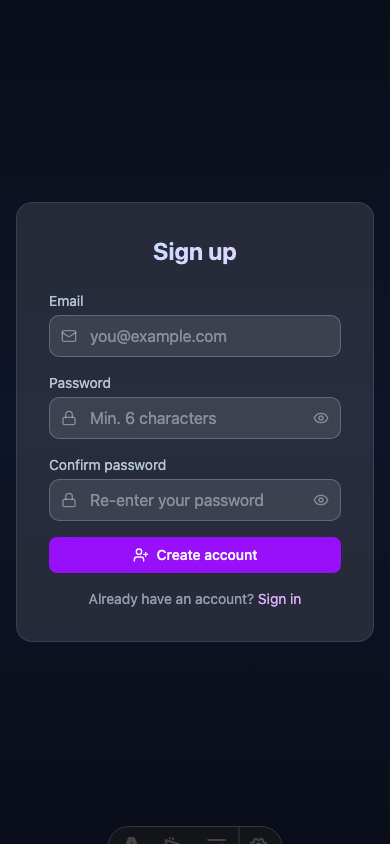 Sign up
Email
you@example.com
Password
Min. 6 characters
Confirm password
Re-enter your password
Create account
Already have an account? Sign in